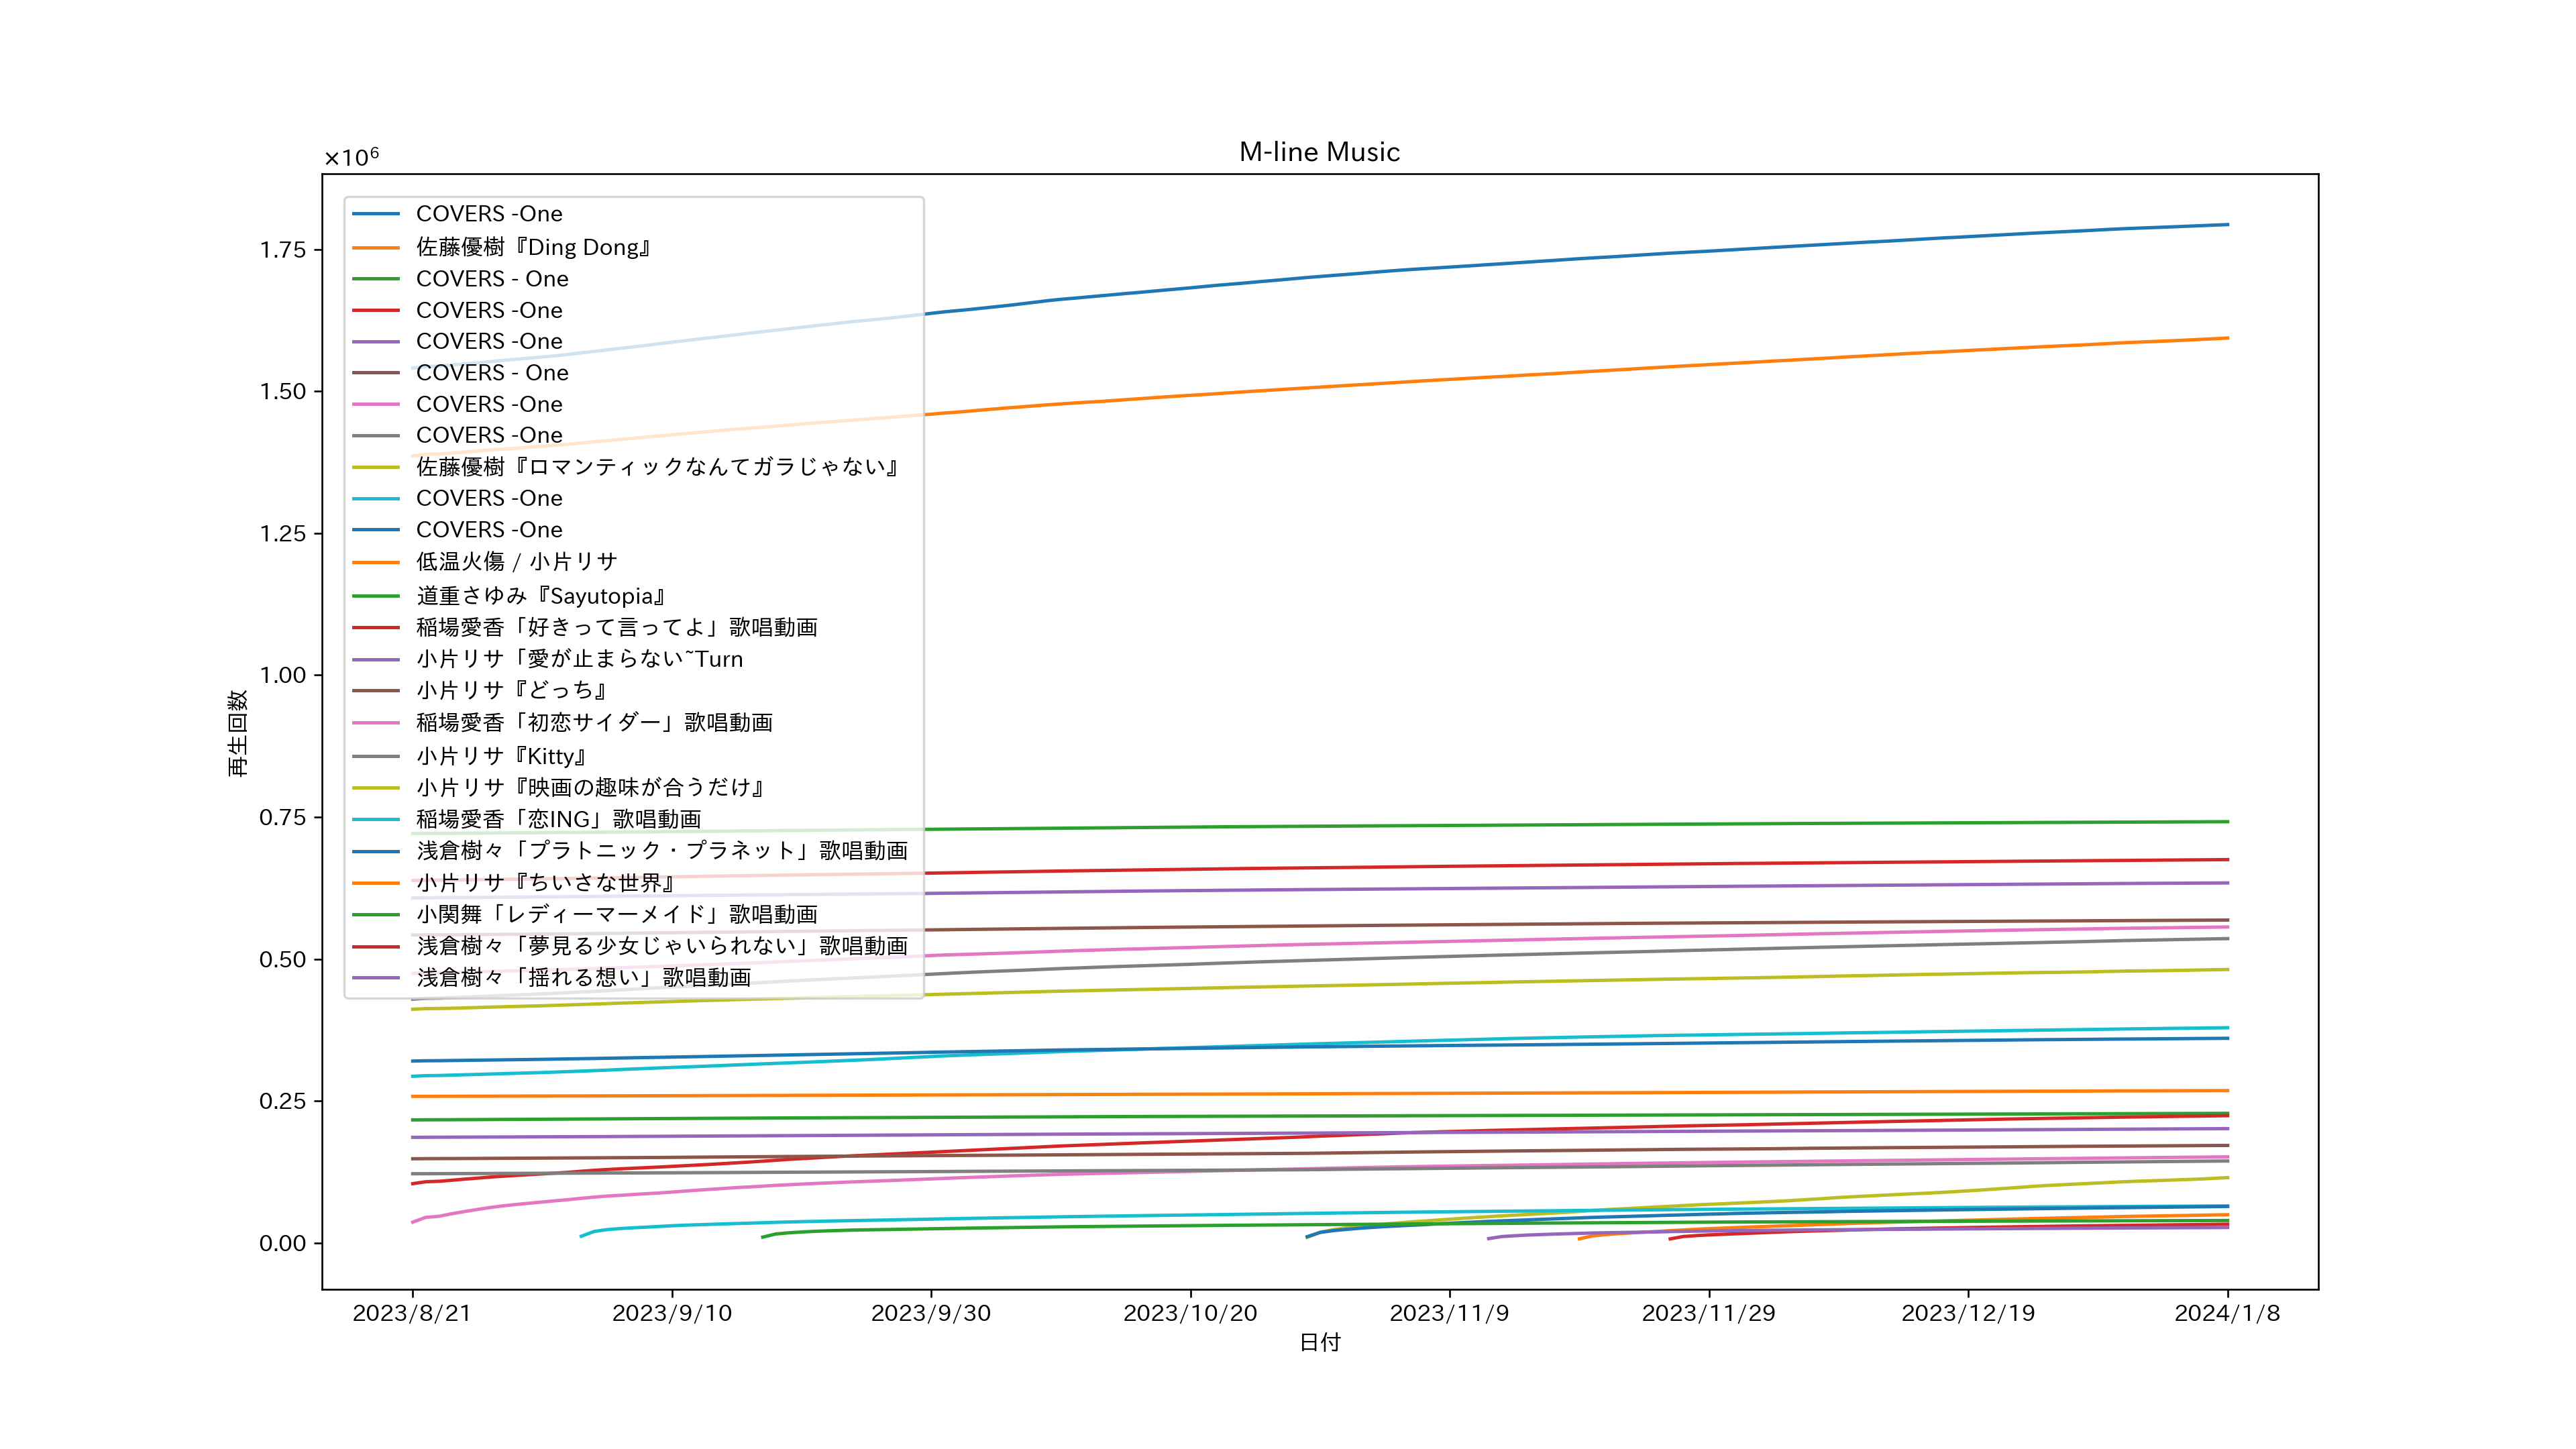 M-line Music
×10⁶
1.75
1.50
1.25
1.00
0.75
0.50
0.25
0.00
再生回数
COVERS -One
佐藤優樹『Ding Dong』
COVERS - One
COVERS -One
COVERS -One
COVERS - One
COVERS -One
COVERS -One
佐藤優樹『ロマンティックなんてガラじゃない』
COVERS -One
COVERS -One
低温火傷 / 小片リサ
道重さゆみ『Sayutopia』
稲場愛香「好きって言ってよ」歌唱動画
小片リサ「愛が止まらない~Turn
小片リサ『どっち』
稲場愛香「初恋サイダー」歌唱動画
小片リサ『Kitty』
小片リサ『映画の趣味が合うだけ』
稲場愛香「恋ING」歌唱動画
浅倉樹々「プラトニック・プラネット」歌唱動画
小片リサ『ちいさな世界』
小関舞「レディーマーメイド」歌唱動画
浅倉樹々「夢見る少女じゃいられない」歌唱動画
浅倉樹々「揺れる想い」歌唱動画
2023/8/21 2023/9/10 2023/9/30 2023/10/20 2023/11/9 2023/11/29 2023/12/19 2024/1/8
日付